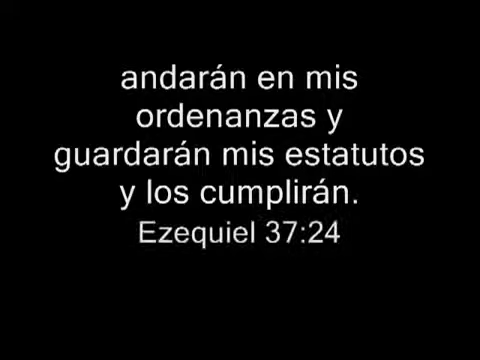 andarán en mis
ordenanzas y
guardarán mis estatutos
y los cumplirán.
Ezequiel 37:24